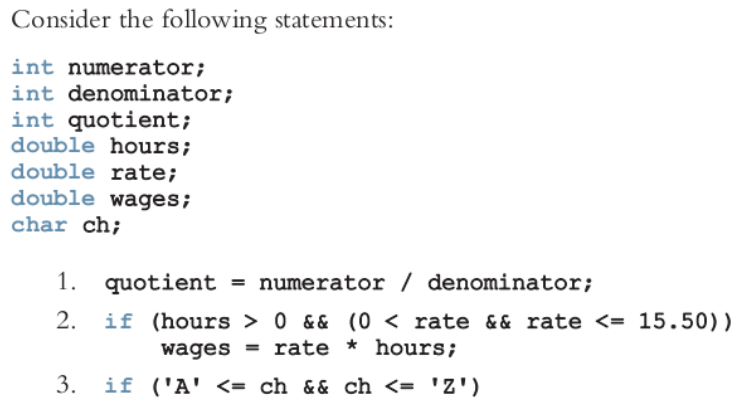 Consider the following statements:
int numerator;
int denominator;
int quotient;
double hours;
double rate;
double wages;
char ch;
1. quotient = numerator / denominator;
2. if (hours > 0 && (0 < rate && rate <= 15.50))
wages = rate * hours;
3. if ('A' <= ch && ch <= 'Z')